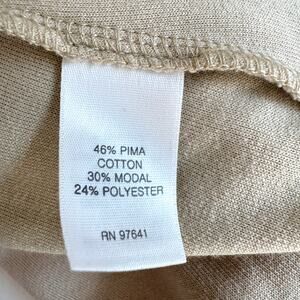 46% PIMA
COTTON
30% MODAL
24% POLYESTER
RN 97641